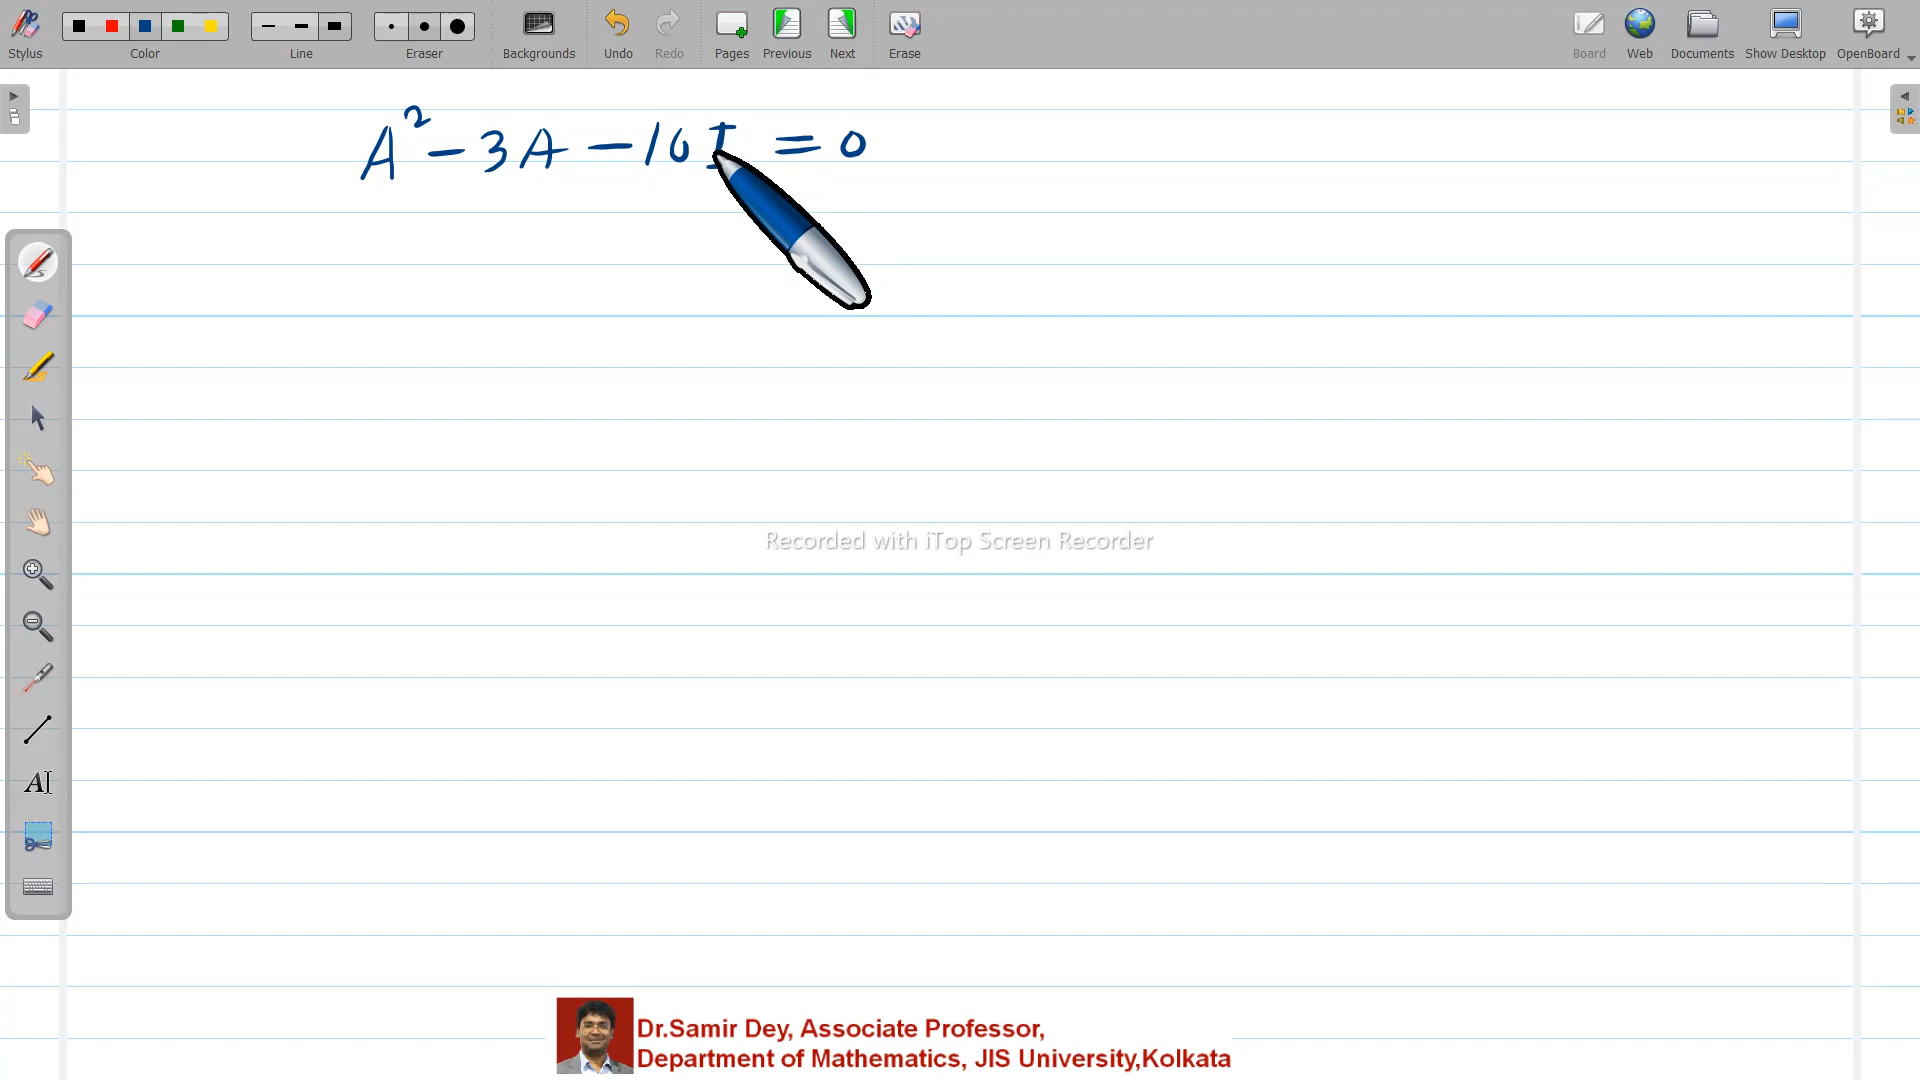 Stylus Color Line Eraser Backgrounds Undo Redo Pages Previous Next Erase Board Web Documents Show Desktop OpenBoard
A² - 3A - 10I = 0
Recorded with iTop Screen Recorder
Dr.Samir Dey, Associate Professor,
Department of Mathematics, JIS University,Kolkata